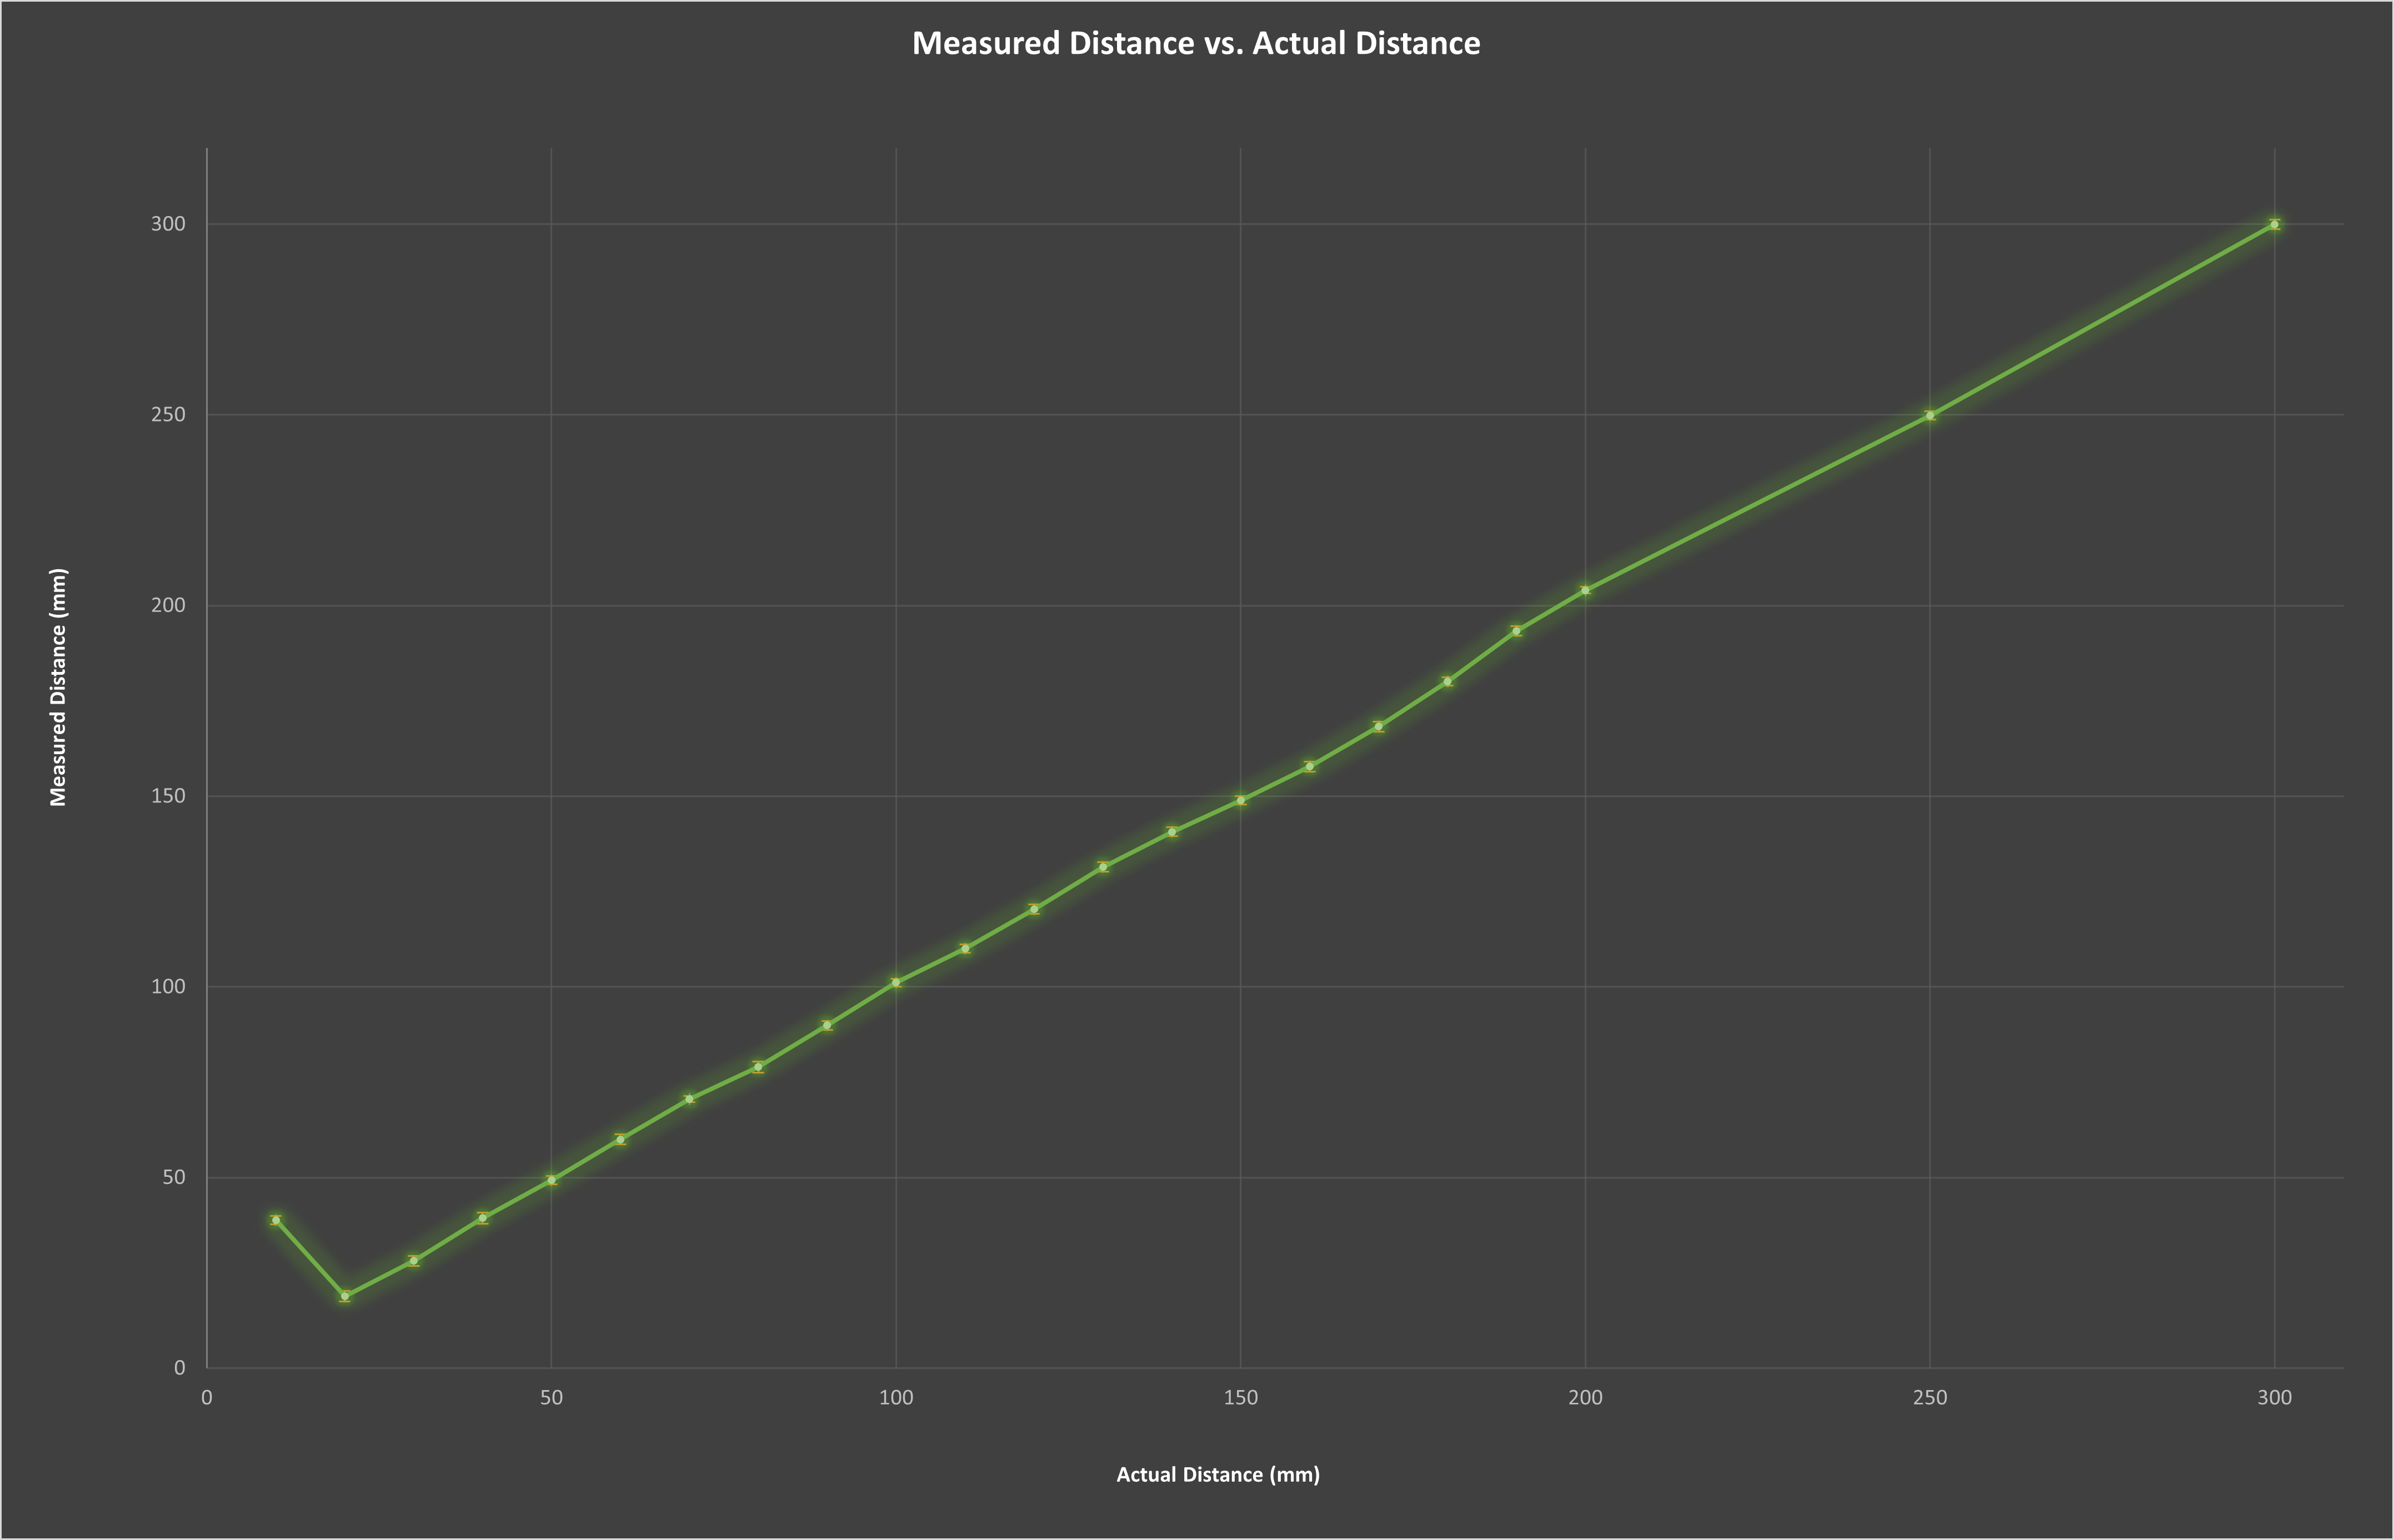 Measured Distance vs. Actual Distance
Measured Distance (mm)
300
250
200
150
100
50
0
0 50 100 150 200 250 300
Actual Distance (mm)